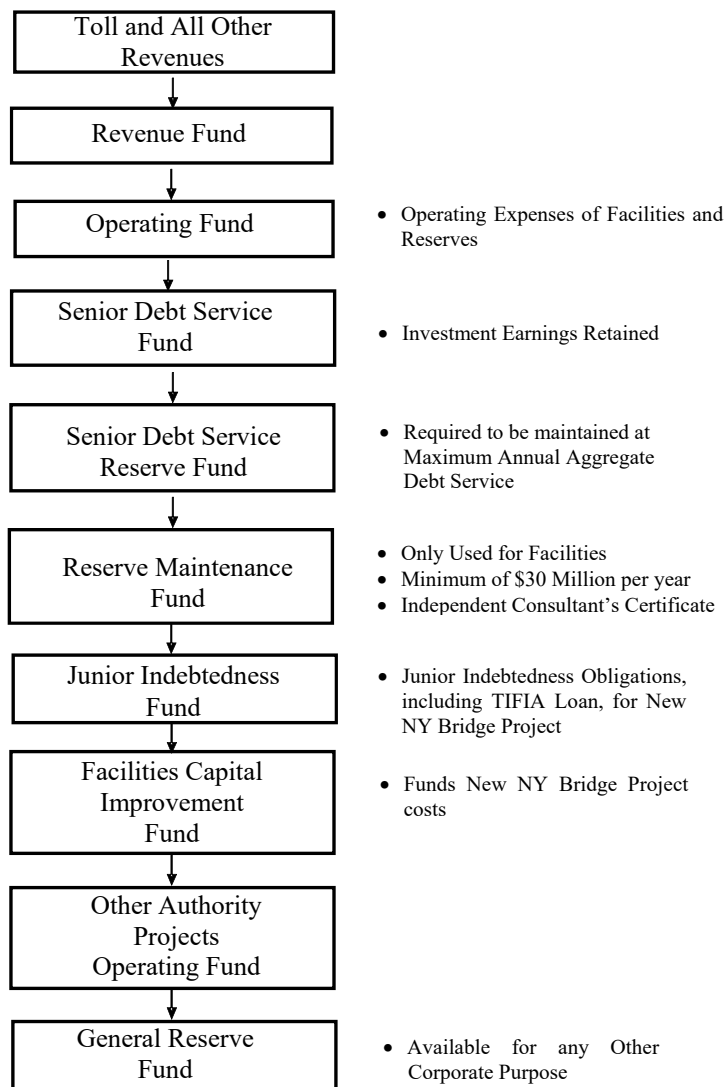 Toll and All Other
Revenues
Revenue Fund
Operating Fund
• Operating Expenses of Facilities and
Reserves
Senior Debt Service
Fund
• Investment Earnings Retained
Senior Debt Service
Reserve Fund
• Required to be maintained at
Maximum Annual Aggregate
Debt Service
Reserve Maintenance
Fund
• Only Used for Facilities
• Minimum of $30 Million per year
• Independent Consultant’s Certificate
Junior Indebtedness
Fund
• Junior Indebtedness Obligations,
including TIFIA Loan, for New
NY Bridge Project
Facilities Capital
Improvement
Fund
• Funds New NY Bridge Project
costs
Other Authority
Projects
Operating Fund
General Reserve
Fund
• Available for any Other
Corporate Purpose